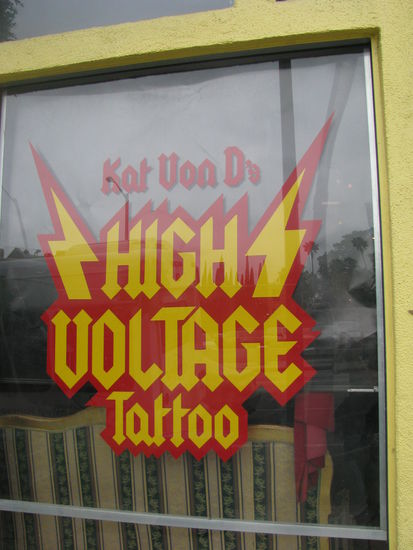 Kat Von D's
HIGH
VOLTAGE
Tattoo